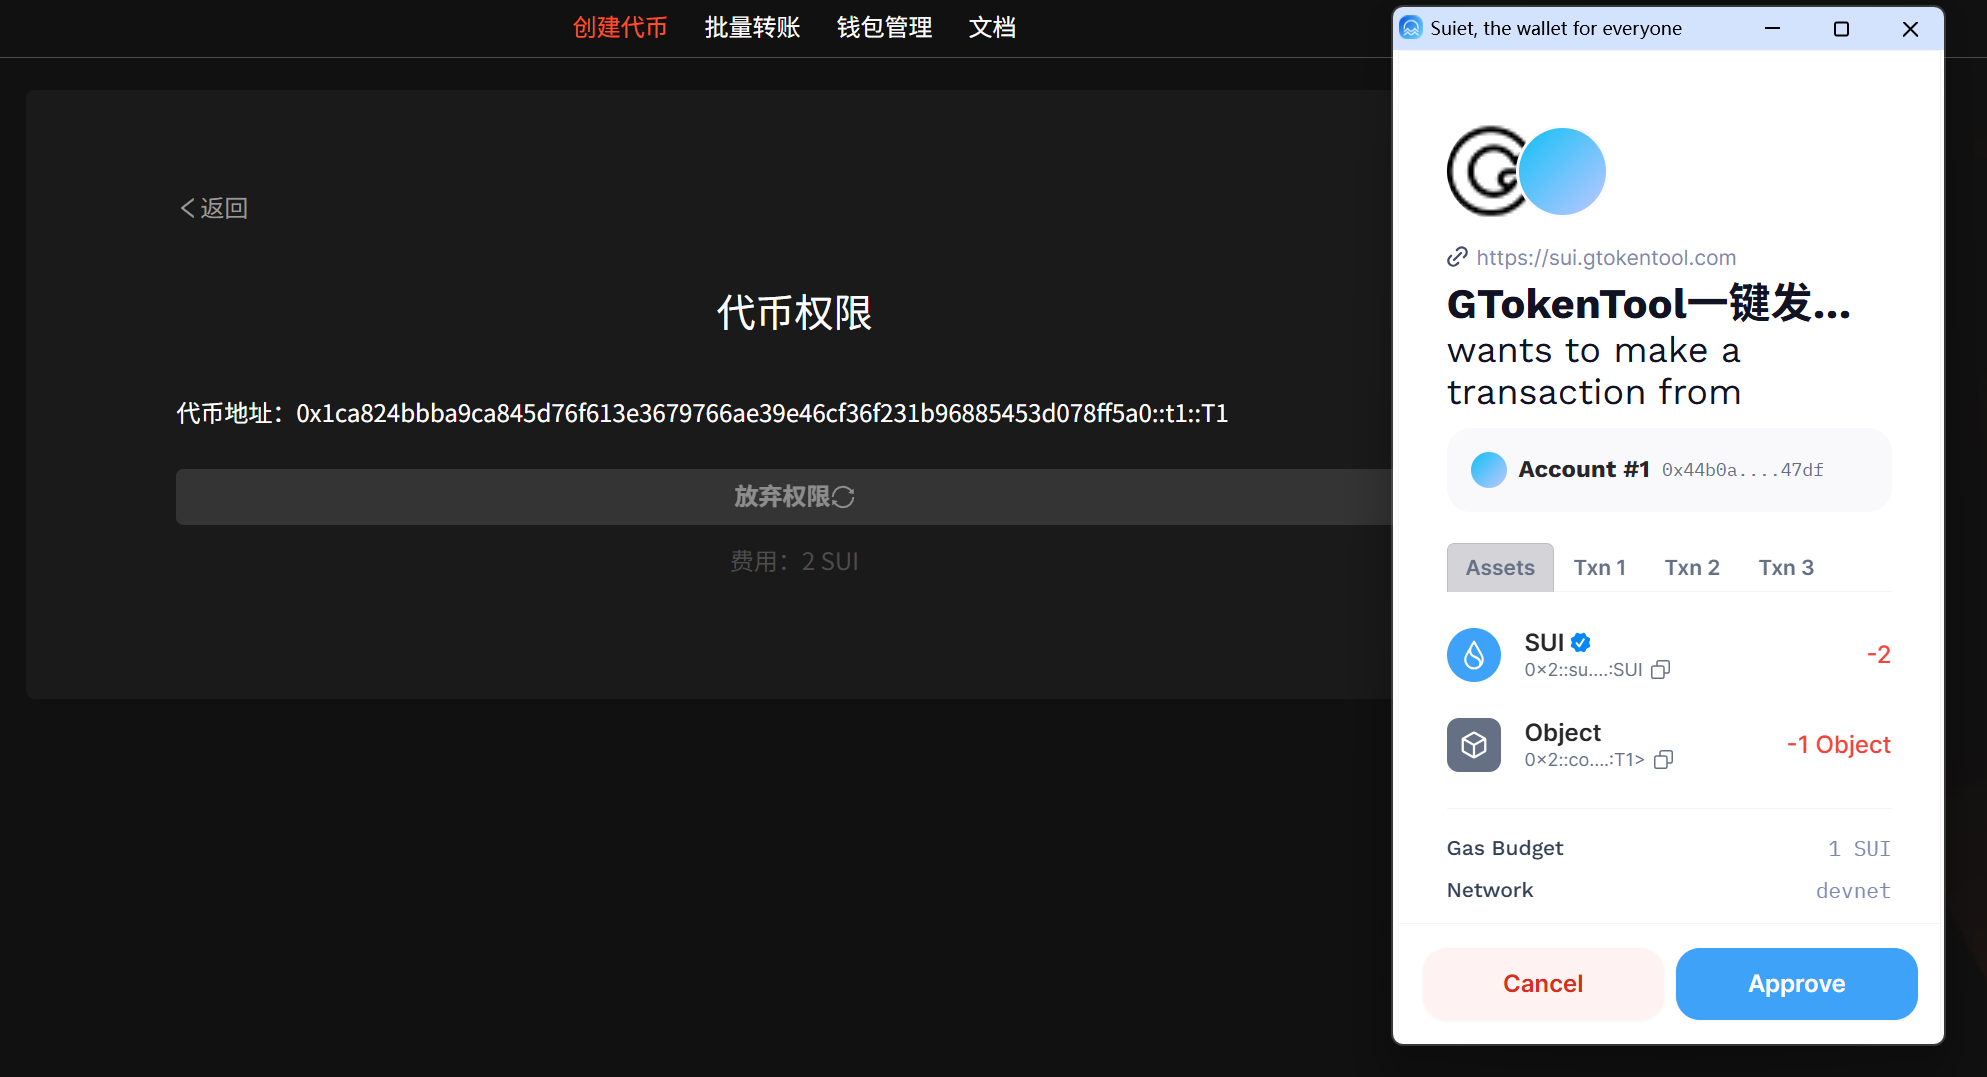 创建代币 批量转账 钱包管理 文档
返回
代币权限
代币地址：0x1ca824bbba9ca845d76f613e3679766ae39e46cf36f231b96885453d078ff5a0::t1::T1
放弃权限
费用：2 SUI
Suiet, the wallet for everyone
https://sui.gtokentool.com
GTokenTool一键发...
wants to make a
transaction from
Account #1 0x44b0a....47df
Assets Txn 1 Txn 2 Txn 3
SUI
0×2::su....:SUI
-2
Object
0×2::co....:T1>
-1 Object
Gas Budget 1 SUI
Network devnet
Cancel Approve